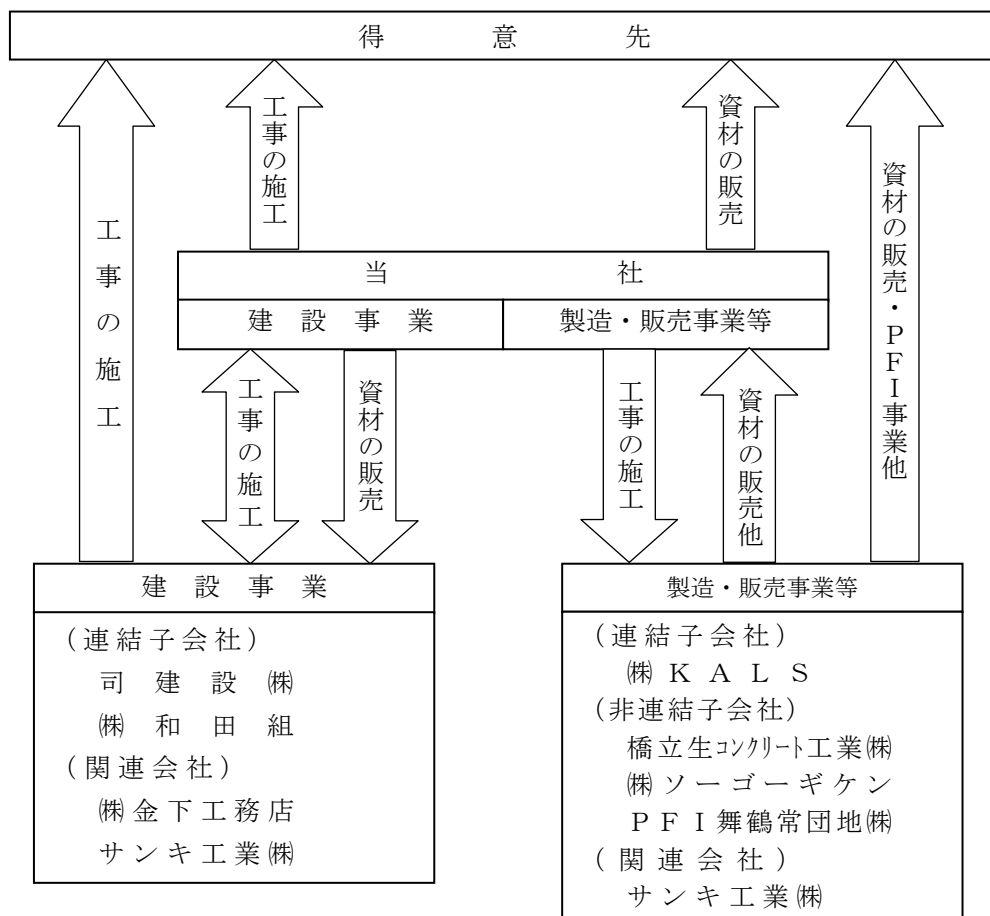 得意先
工事の施工
工事の施工
資材の販売
資材の販売・PFI事業他
当社
建設事業
製造・販売事業等
工事の施工
資材の販売
工事の施工
資材の販売他
建設事業
(連結子会社)
司建設㈱
㈱和田組
(関連会社)
㈱金下工務店
サンキ工業㈱
製造・販売事業等
(連結子会社)
㈱KALS
(非連結子会社)
橋立生コンクリート工業㈱
㈱ソーゴーギケン
PFI舞鶴常団地㈱
(関連会社)
サンキ工業㈱